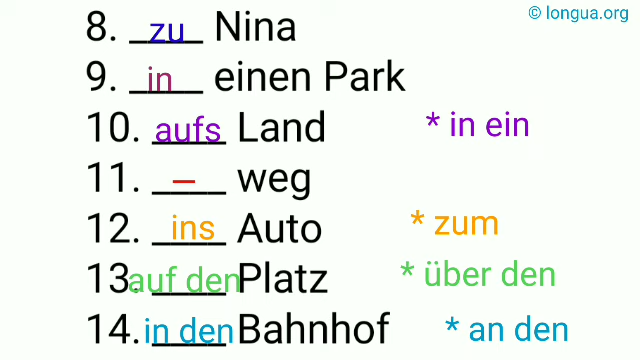 © longua.org
8. zu Nina
9. in einen Park
10. aufs Land * in ein
11. – weg
12. ins Auto * zum
13. auf den Platz * über den
14. in den Bahnhof * an den